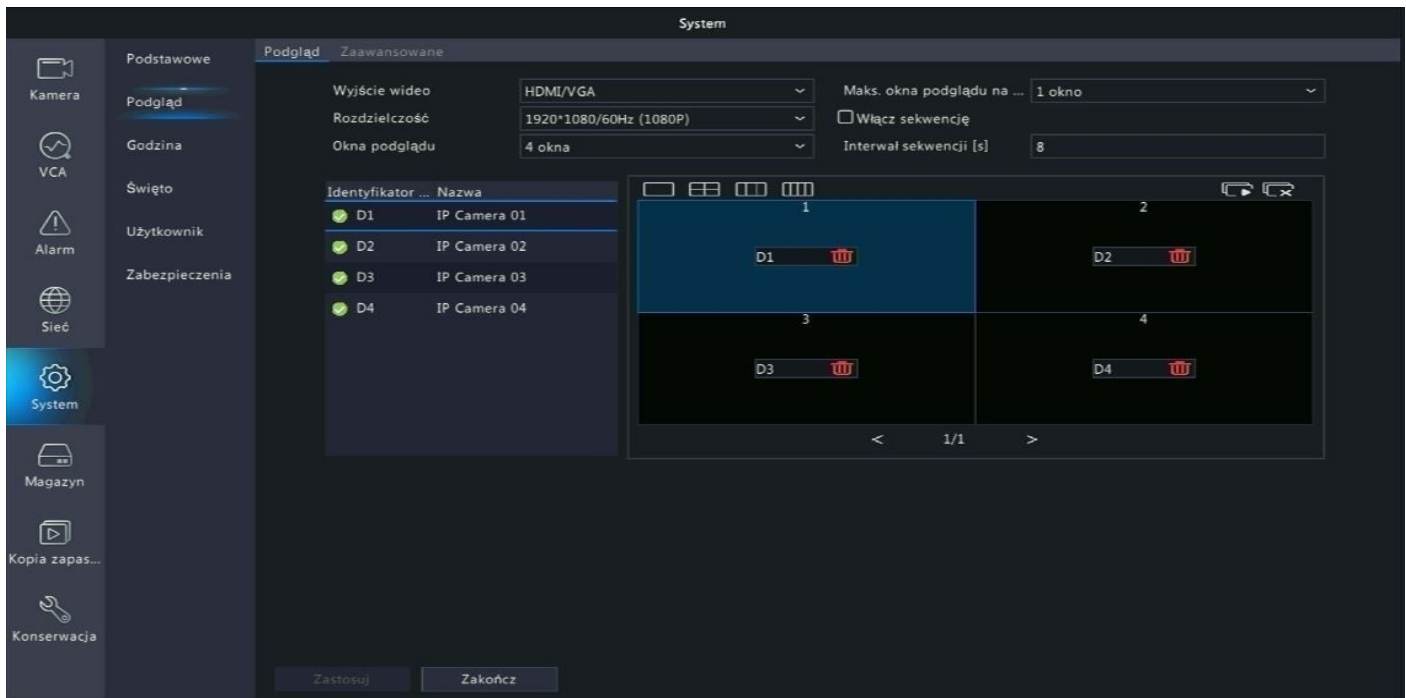 System
Kamera
VCA
Alarm
Sieć
System
Magazyn
Kopia zapas...
Konserwacja
Podstawowe
Podgląd
Godzina
Święto
Użytkownik
Zabezpieczenia
Podgląd Zaawansowane
Wyjście wideo HDMI/VGA Maks. okna podglądu na ... 1 okno
Rozdzielczość 1920*1080/60Hz (1080P) Włącz sekwencję
Okna podglądu 4 okna Interwał sekwencji [s] 8
Identyfikator ... Nazwa
D1 IP Camera 01
D2 IP Camera 02
D3 IP Camera 03
D4 IP Camera 04
1 2
D1 D2
3 4
D3 D4
< 1/1 >
Zastosuj Zakończ